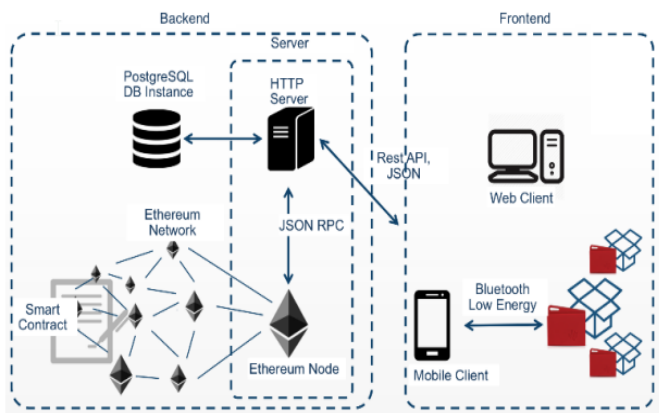 Backend
Frontend
Server
PostgreSQL
DB Instance
HTTP
Server
Rest API,
JSON
Web Client
Ethereum
Network
JSON RPC
Smart
Contract
Bluetooth
Low Energy
Ethereum Node
Mobile Client